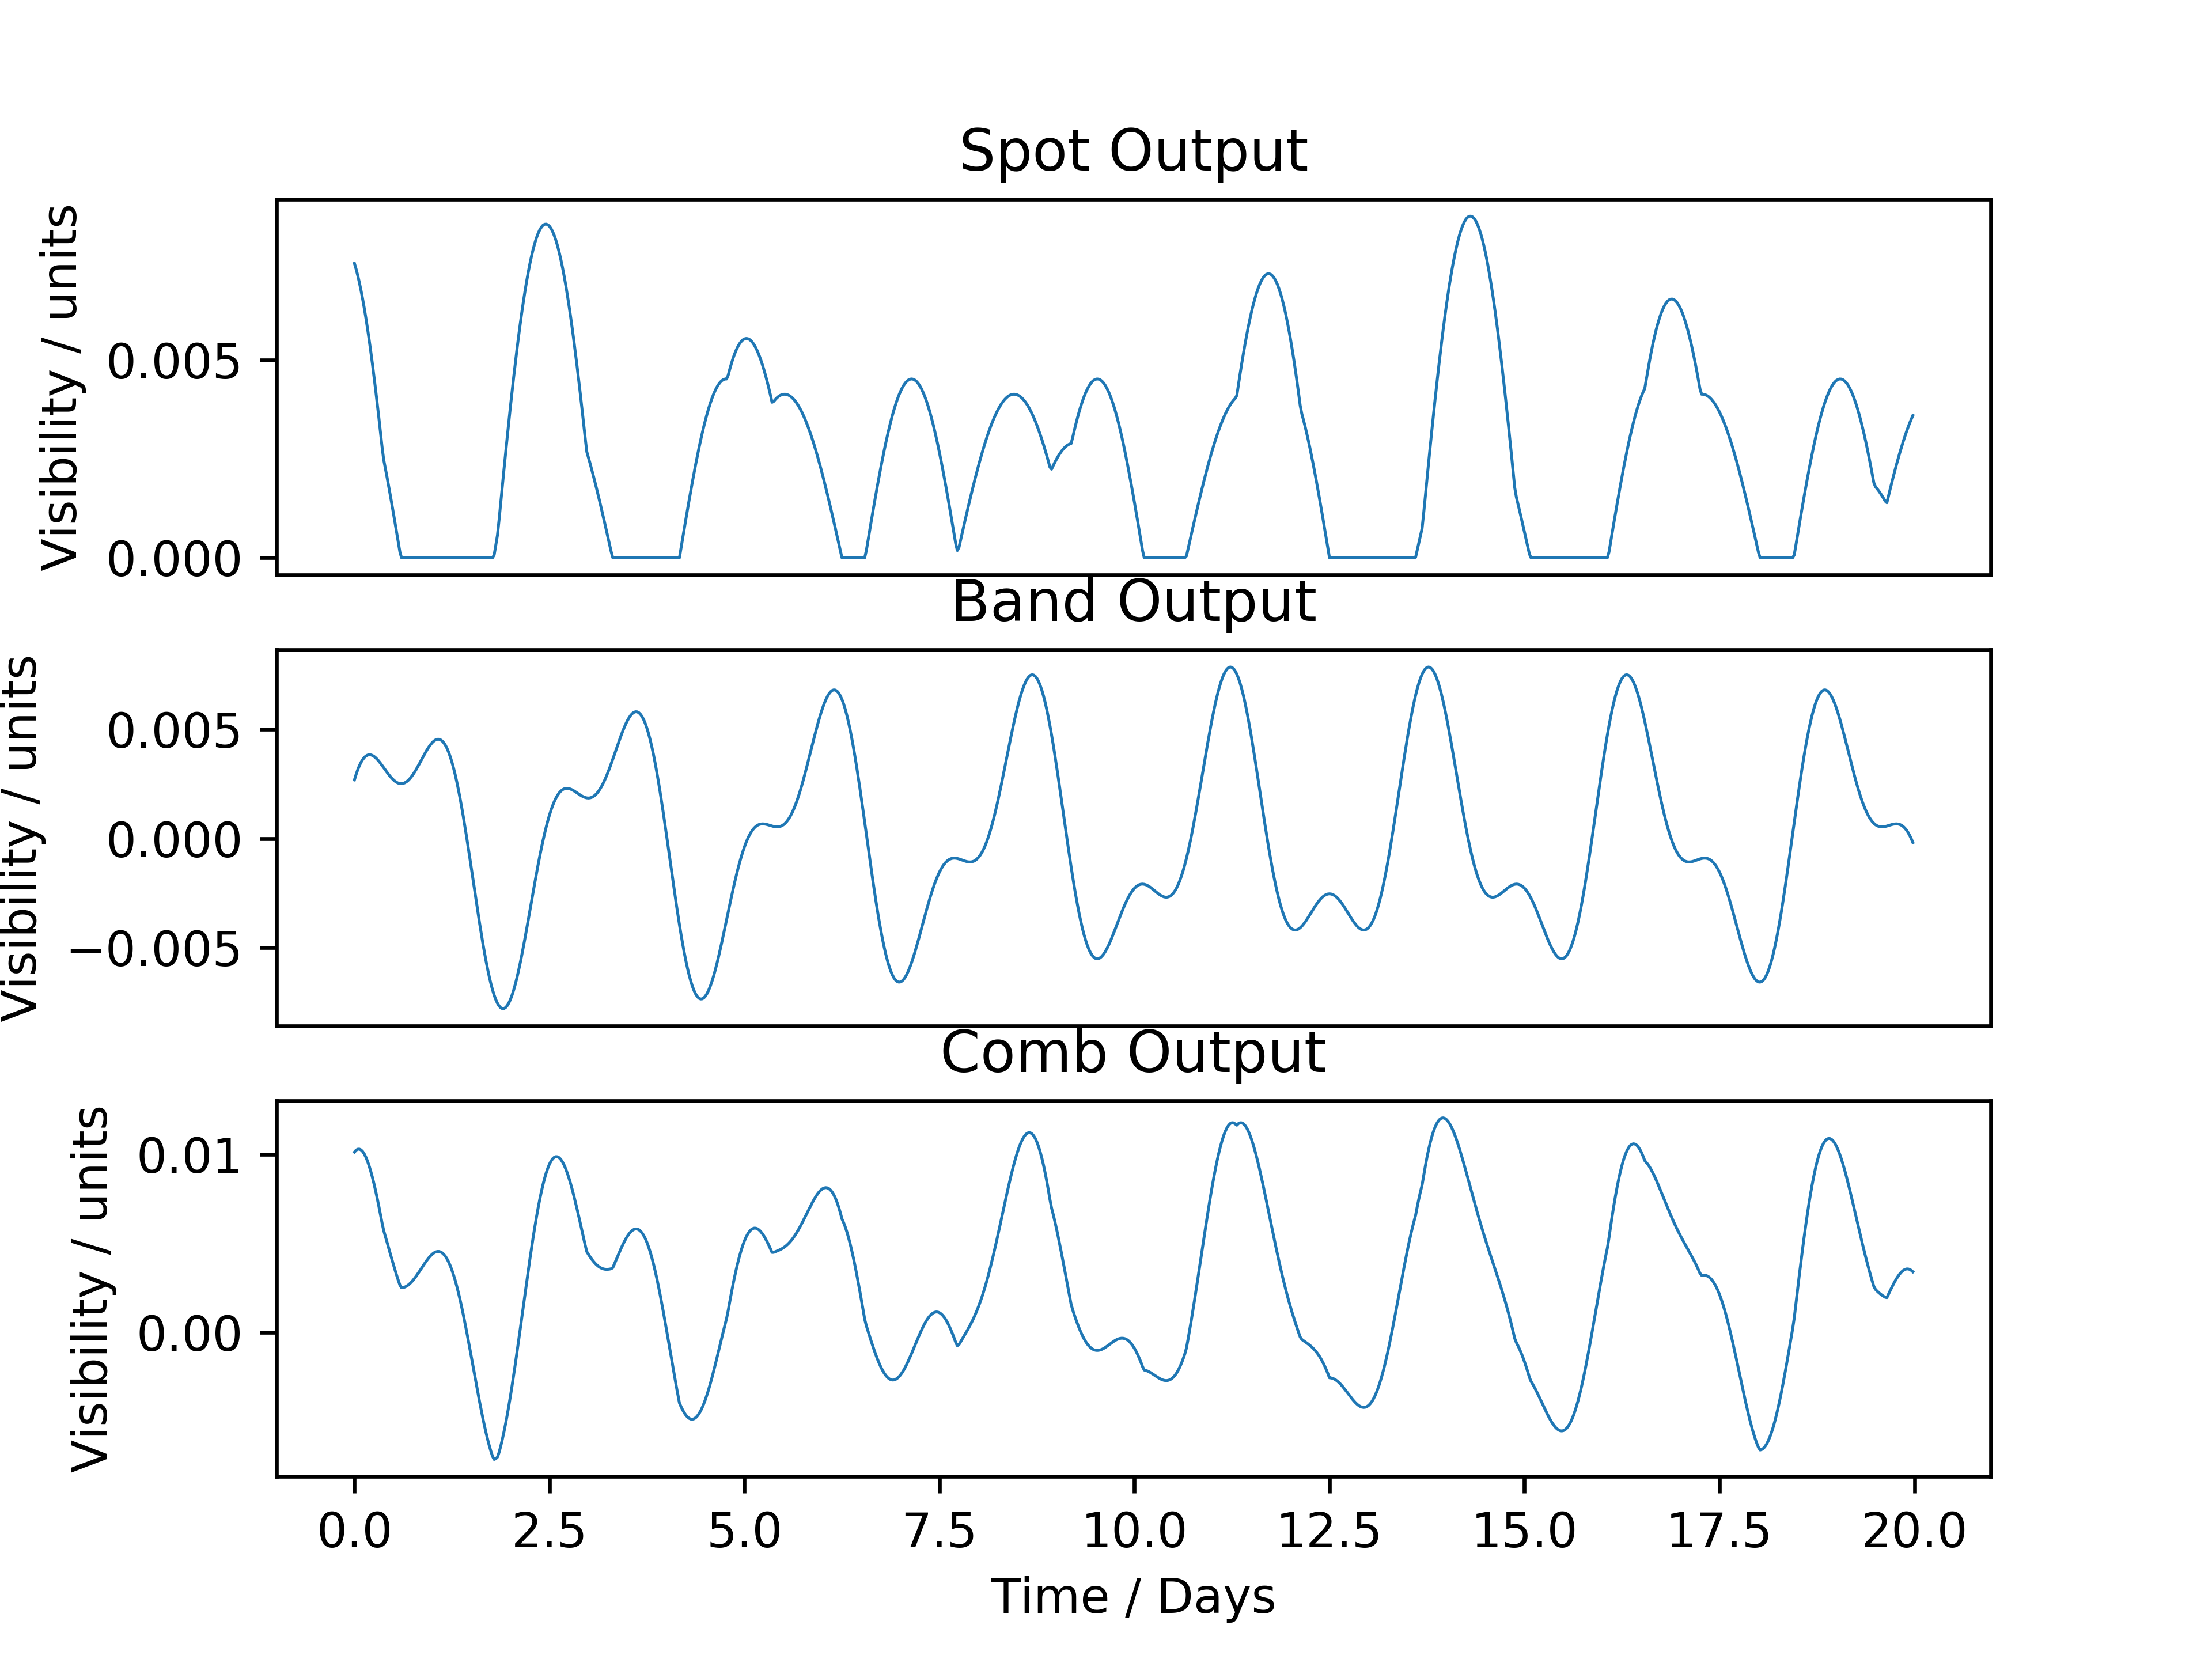 Spot Output
Visibility / units
0.005
0.000
Band Output
Visibility / units
0.005
0.000
−0.005
Comb Output
Visibility / units
0.01
0.00
0.0 2.5 5.0 7.5 10.0 12.5 15.0 17.5 20.0
Time / Days